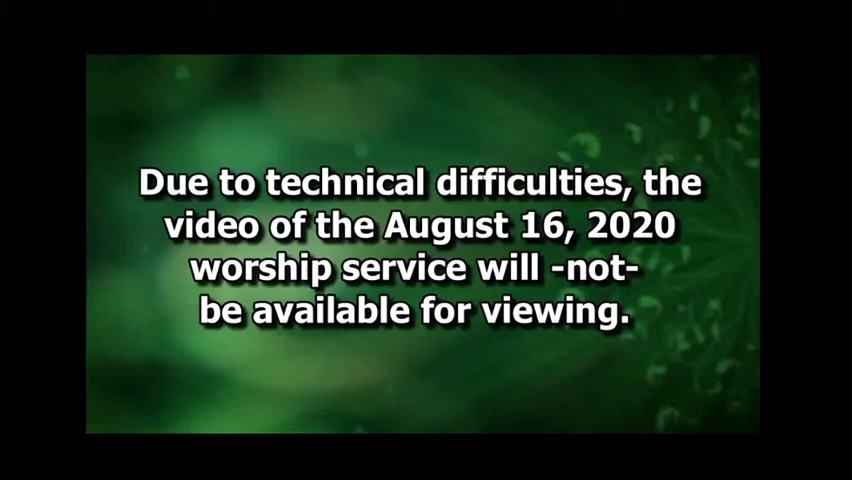 Due to technical difficulties, the
video of the August 16, 2020
worship service will -not-
be available for viewing.